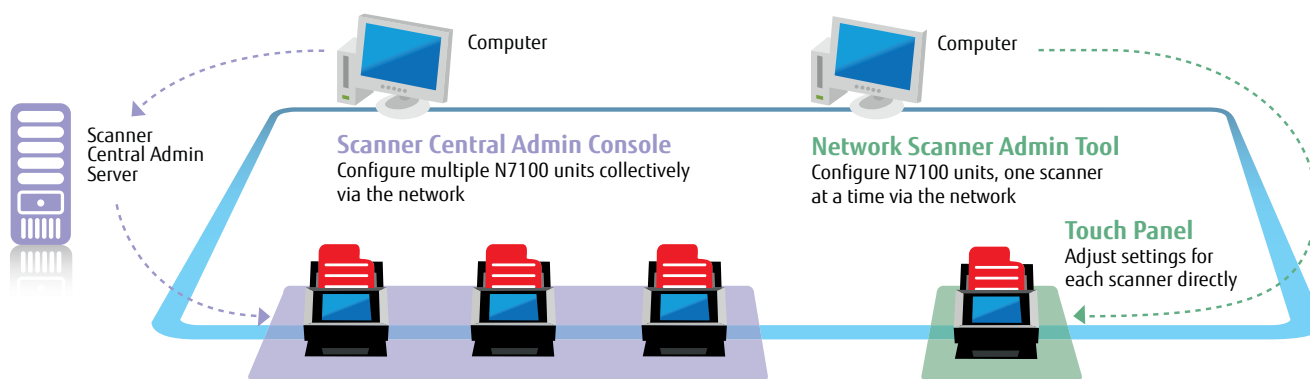 Computer
Computer
Scanner
Central Admin
Server
Scanner Central Admin Console
Configure multiple N7100 units collectively
via the network
Network Scanner Admin Tool
Configure N7100 units, one scanner
at a time via the network
Touch Panel
Adjust settings for
each scanner directly